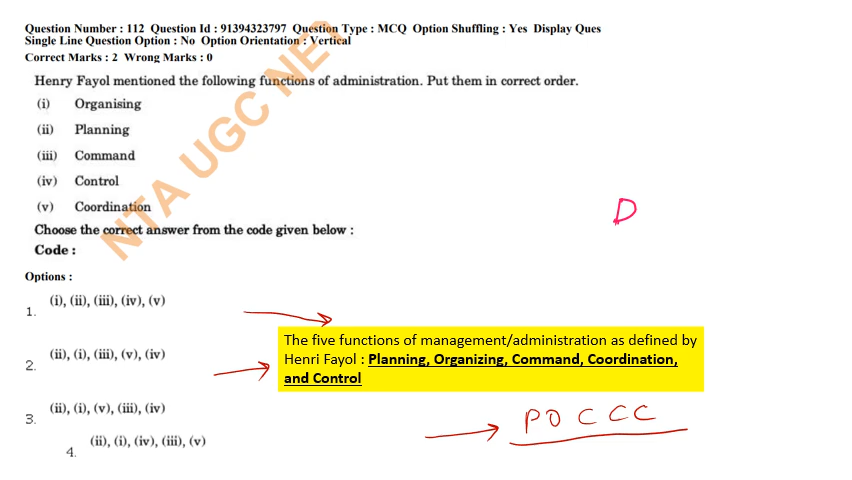 Question Number : 112 Question Id : 91394323797 Question Type : MCQ Option Shuffling : Yes Display Ques
Single Line Question Option : No Option Orientation : Vertical
Correct Marks : 2 Wrong Marks : 0
Henry Fayol mentioned the following functions of administration. Put them in correct order.
(i) Organising
(ii) Planning
(iii) Command
(iv) Control
(v) Coordination
NTA UGC NET
D
Choose the correct answer from the code given below :
Code :
Options :
1. (i), (ii), (iii), (iv), (v)
The five functions of management/administration as defined by
Henri Fayol : Planning, Organizing, Command, Coordination,
and Control
2. (ii), (i), (iii), (v), (iv)
3. (ii), (i), (v), (iii), (iv)
P O C C C
4. (ii), (i), (iv), (iii), (v)